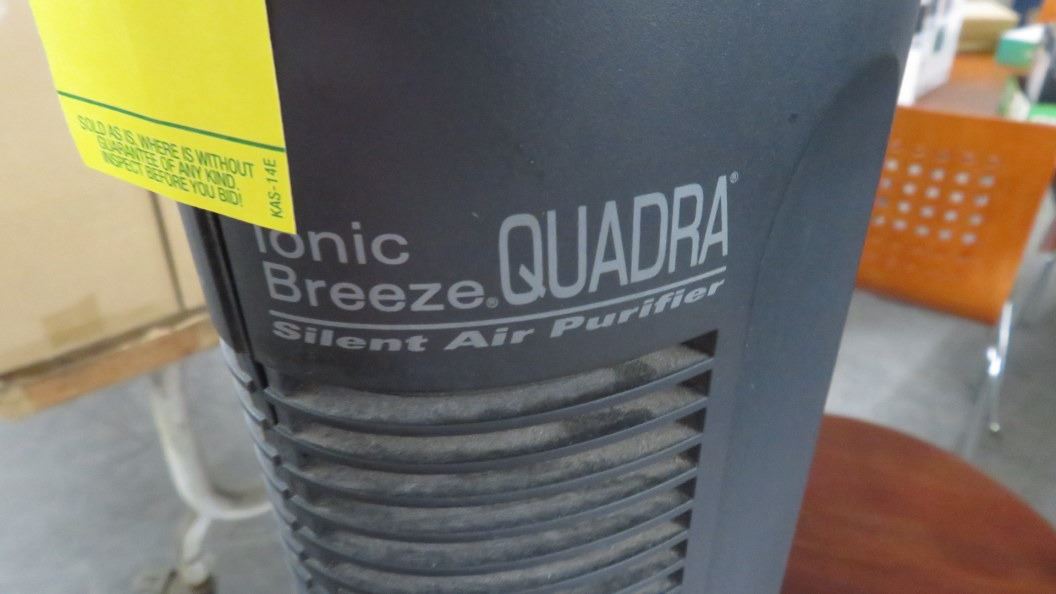 SOLD AS IS, WHERE IS WITHOUT
GUARANTEE OF ANY KIND.
INSPECT BEFORE YOU BID!
KAS-14E
Ionic
Breeze® QUADRA®
Silent Air Purifier